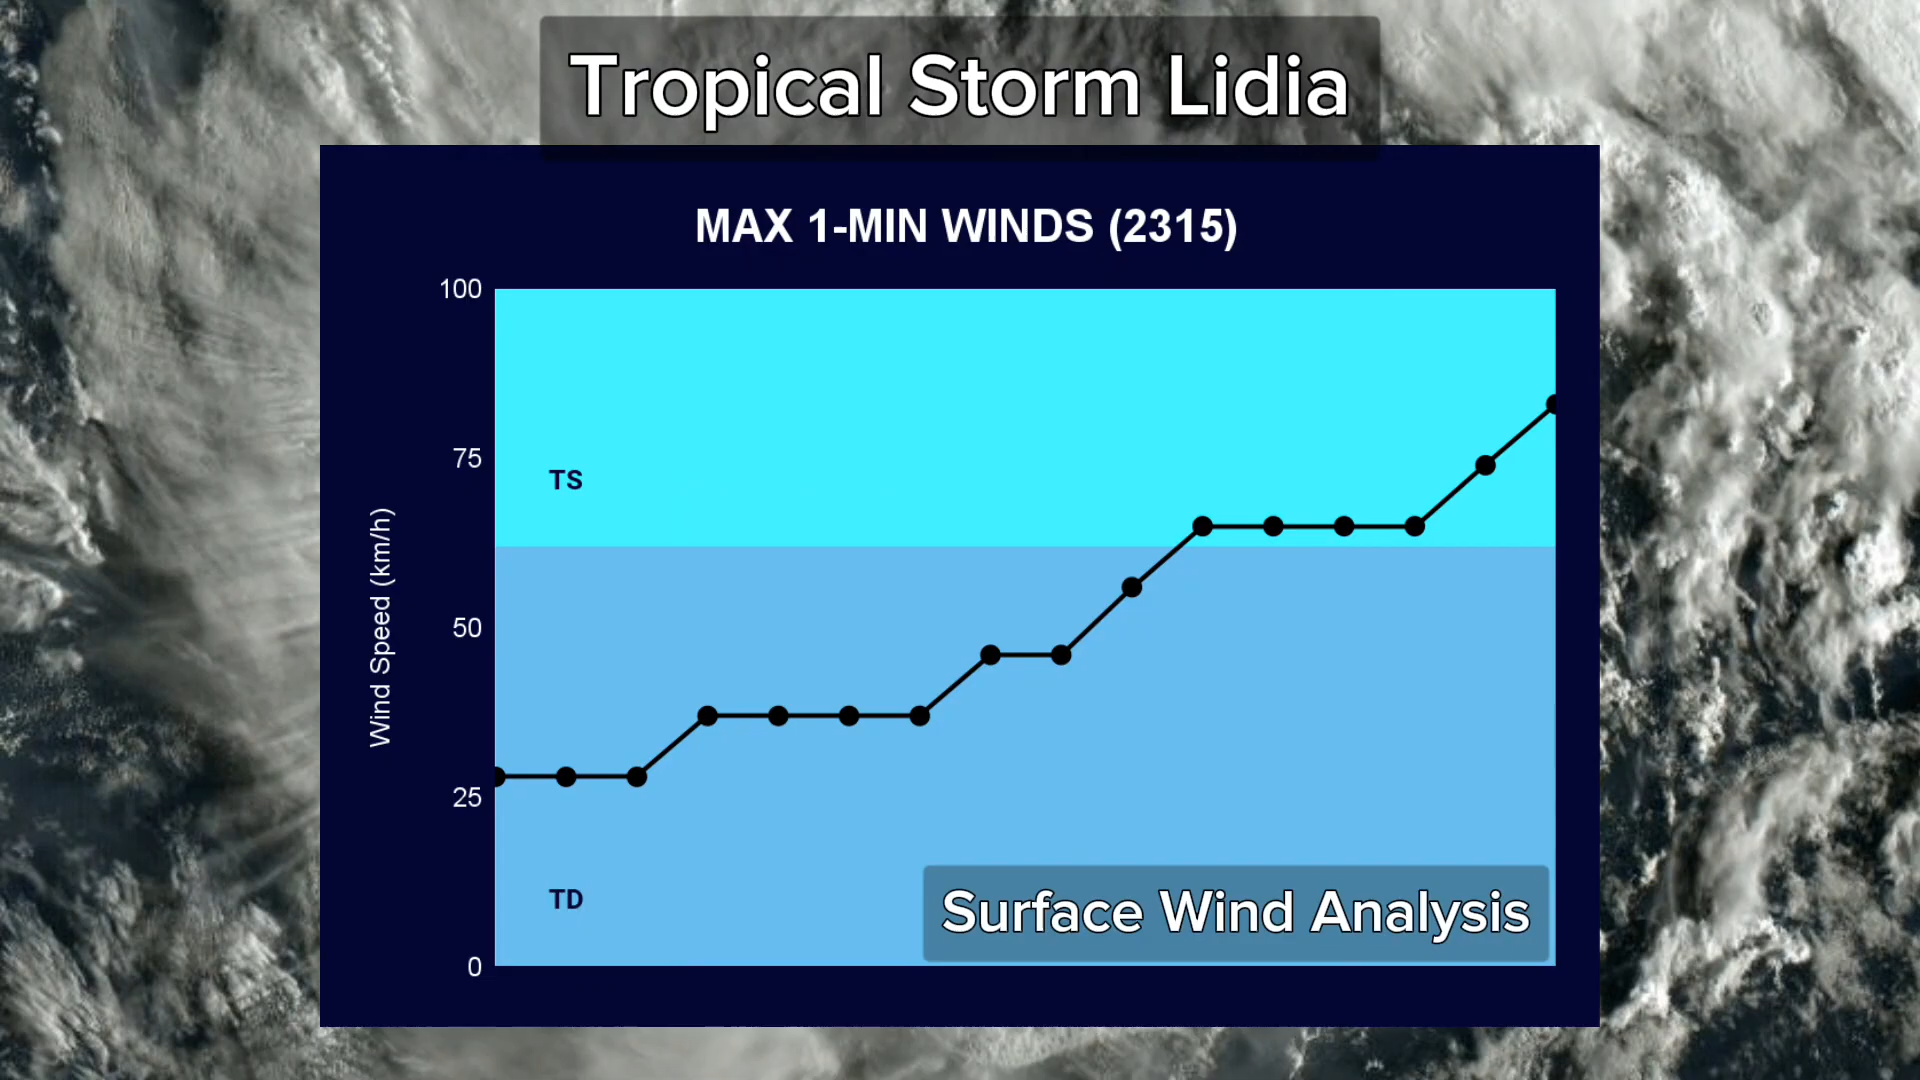 Tropical Storm Lidia
MAX 1-MIN WINDS (2315)
100
75
50
25
0
Wind Speed (km/h)
TS
TD
Surface Wind Analysis